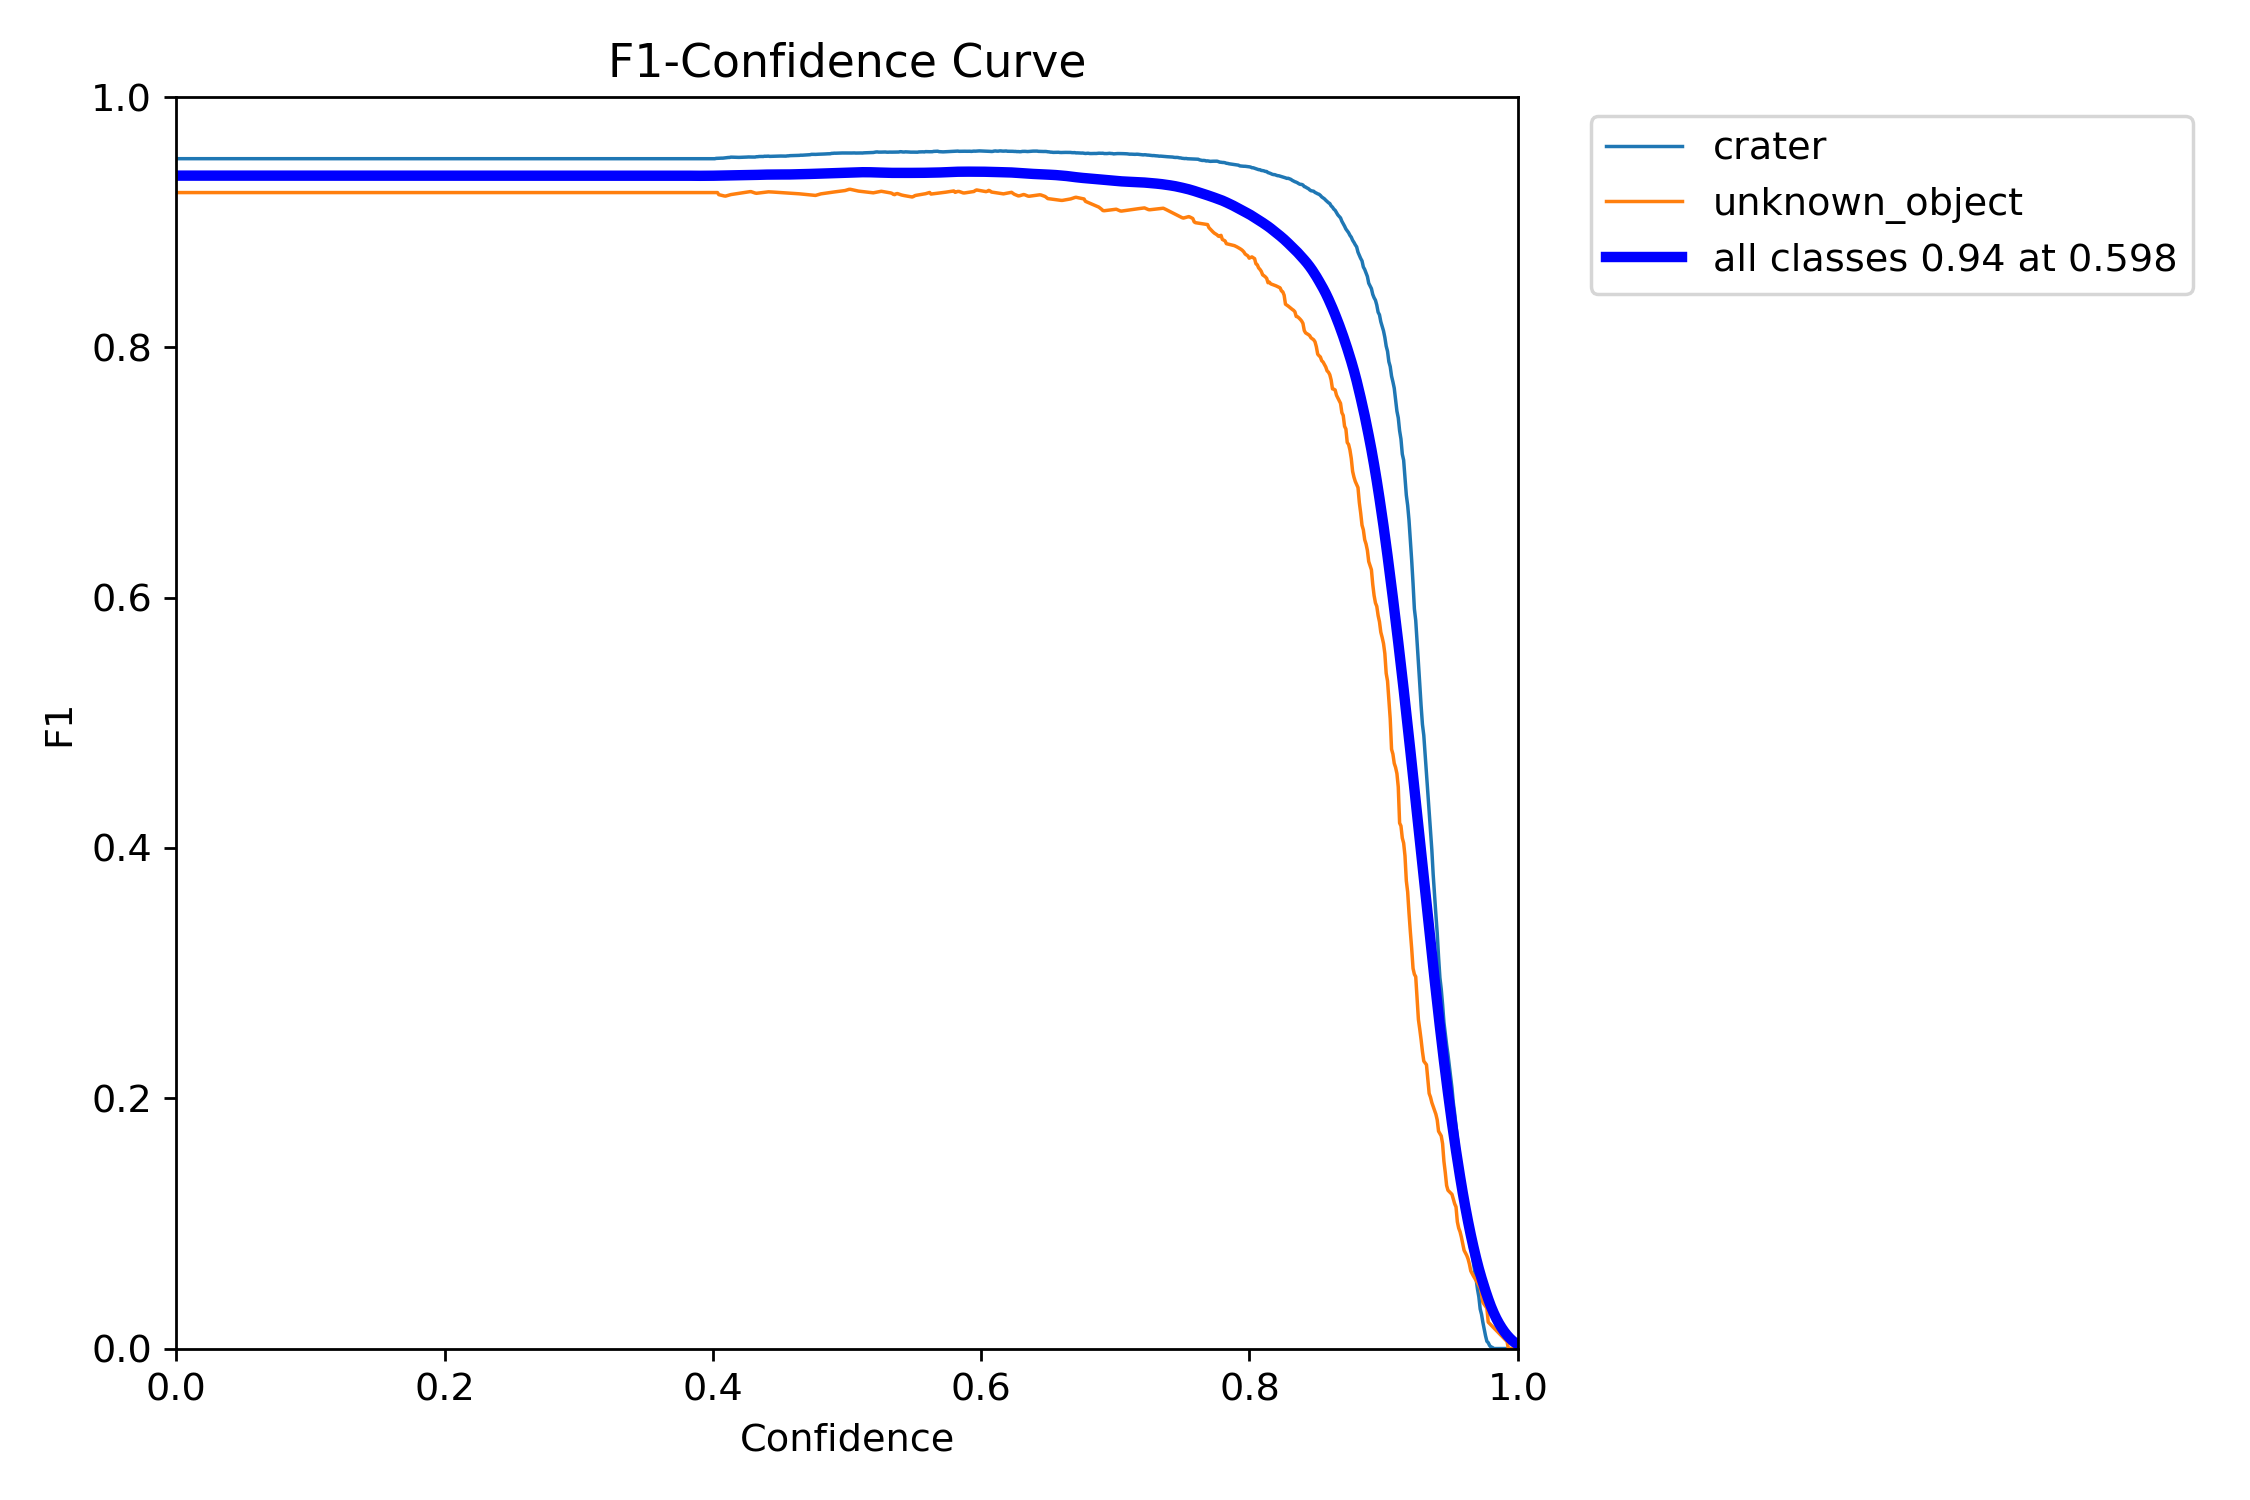 F1-Confidence Curve
1.0
0.8
0.6
0.4
0.2
0.0
F1
0.0 0.2 0.4 0.6 0.8 1.0
Confidence
crater
unknown_object
all classes 0.94 at 0.598